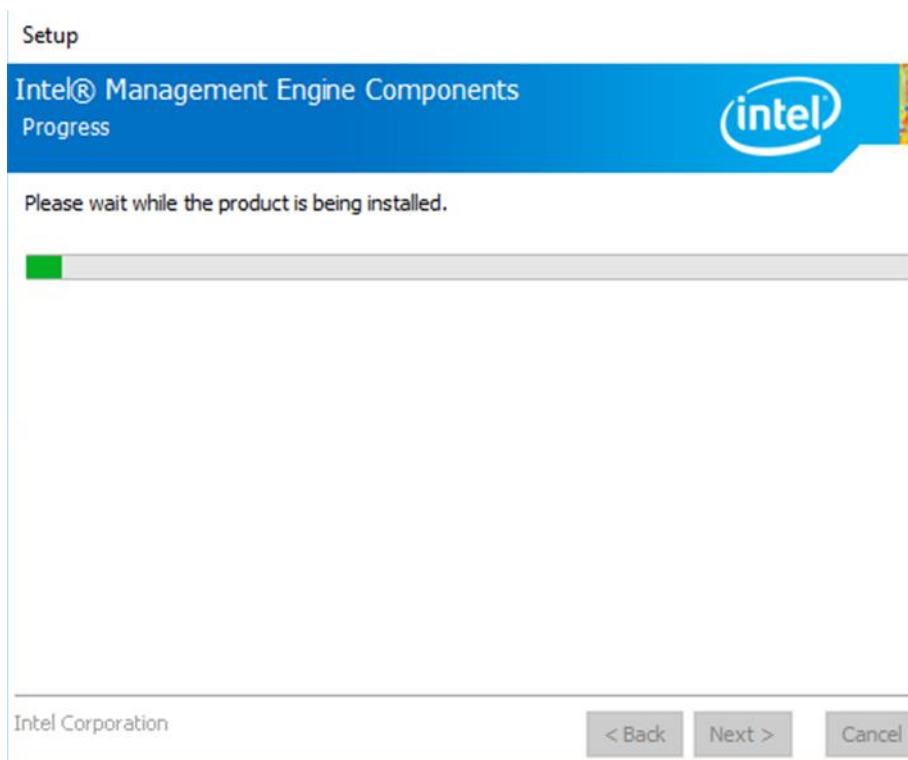 Setup
Intel® Management Engine Components
Progress
intel
Please wait while the product is being installed.
Intel Corporation
< Back Next > Cancel